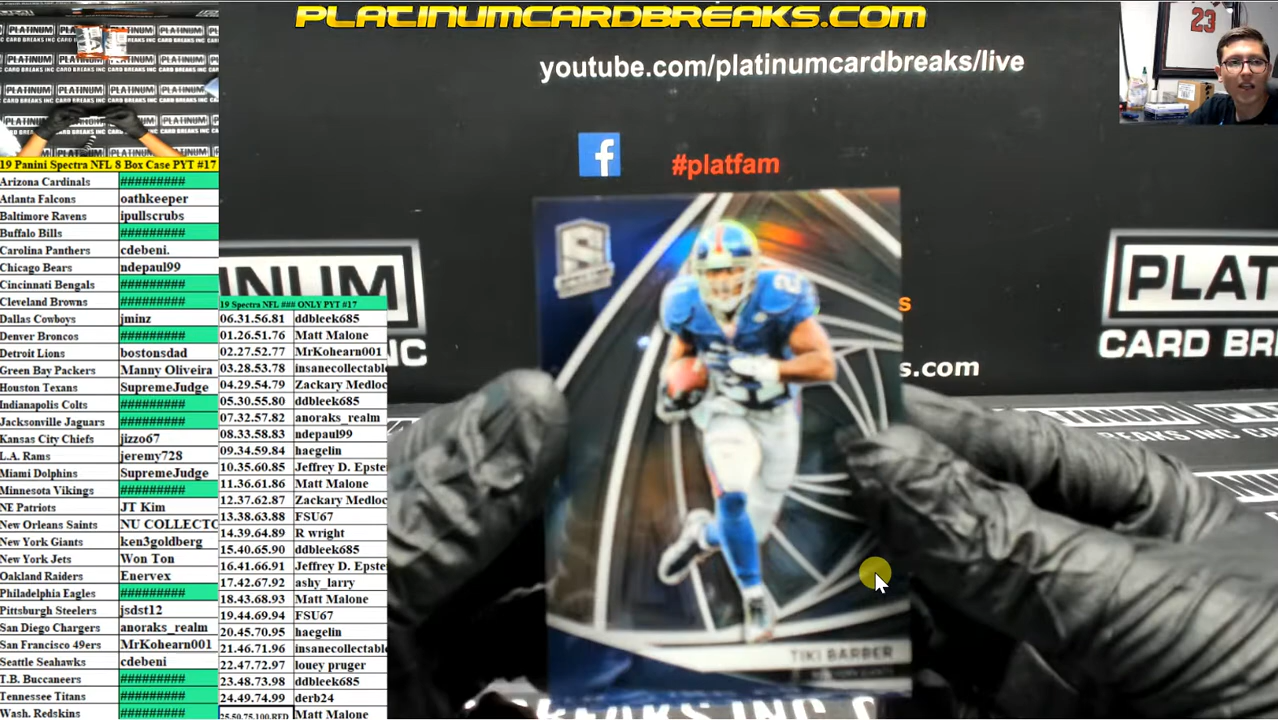 PLATINUMCARDBREAKS.COM
youtube.com/platinumcardbreaks/live
#platfam
23
19 Panini Spectra NFL 8 Box Case PYT #17
Arizona Cardinals #########
Atlanta Falcons oathkeeper
Baltimore Ravens ipullscrubs
Buffalo Bills #########
Carolina Panthers cdebeni.
Chicago Bears ndepaul99
Cincinnati Bengals #########
Cleveland Browns #########
Dallas Cowboys jminz
Denver Broncos #########
Detroit Lions bostonsdad
Green Bay Packers Manny Oliveira
Houston Texans SupremeJudge
Indianapolis Colts #########
Jacksonville Jaguars #########
Kansas City Chiefs jizzo67
L.A. Rams jeremy728
Miami Dolphins SupremeJudge
Minnesota Vikings #########
NE Patriots JT Kim
New Orleans Saints NU COLLECTO
New York Giants ken3goldberg
New York Jets Won Ton
Oakland Raiders Enervex
Philadelphia Eagles #########
Pittsburgh Steelers jsdst12
San Diego Chargers anoraks_realm
San Francisco 49ers MrKohearn001
Seattle Seahawks cdebeni
T.B. Buccaneers #########
Tennessee Titans #########
Wash. Redskins #########
19 Spectra NFL ### ONLY PYT #17
06.31.56.81 ddbleek685
01.26.51.76 Matt Malone
02.27.52.77 MrKohearn001
03.28.53.78 insanecollectable
04.29.54.79 Zackary Medloc
05.30.55.80 ddbleek685
07.32.57.82 anoraks_realm
08.33.58.83 ndepaul99
09.34.59.84 haegelin
10.35.60.85 Jeffrey D. Epste
11.36.61.86 Matt Malone
12.37.62.87 Zackary Medloc
13.38.63.88 FSU67
14.39.64.89 R wright
15.40.65.90 ddbleek685
16.41.66.91 Jeffrey D. Epste
17.42.67.92 ashy_larry
18.43.68.93 Matt Malone
19.44.69.94 FSU67
20.45.70.95 haegelin
21.46.71.96 insanecollectable
22.47.72.97 louey pruger
23.48.73.98 ddbleek685
24.49.74.99 derb24
25.50.75.100.RED Matt Malone
TINUM
INC
PLAT
CARD BRE
s.com
TIKI BARBER